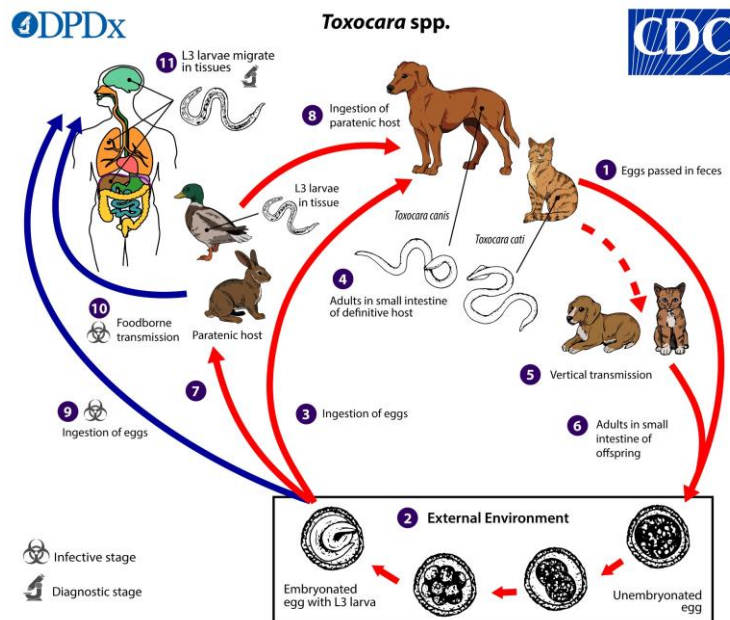 DPDx
Toxocara spp.
CDC
11 L3 larvae migrate
in tissues
8 Ingestion of
paratenic host
1 Eggs passed in feces
L3 larvae
in tissue
Toxocara canis
Toxocara cati
4 Adults in small intestine
of definitive host
10 Foodborne
transmission
Paratenic host
5 Vertical transmission
7
9
Ingestion of eggs
3 Ingestion of eggs
6 Adults in small
intestine of
offspring
2 External Environment
Infective stage
Diagnostic stage
Embryonated
egg with L3 larva
Unembryonated
egg